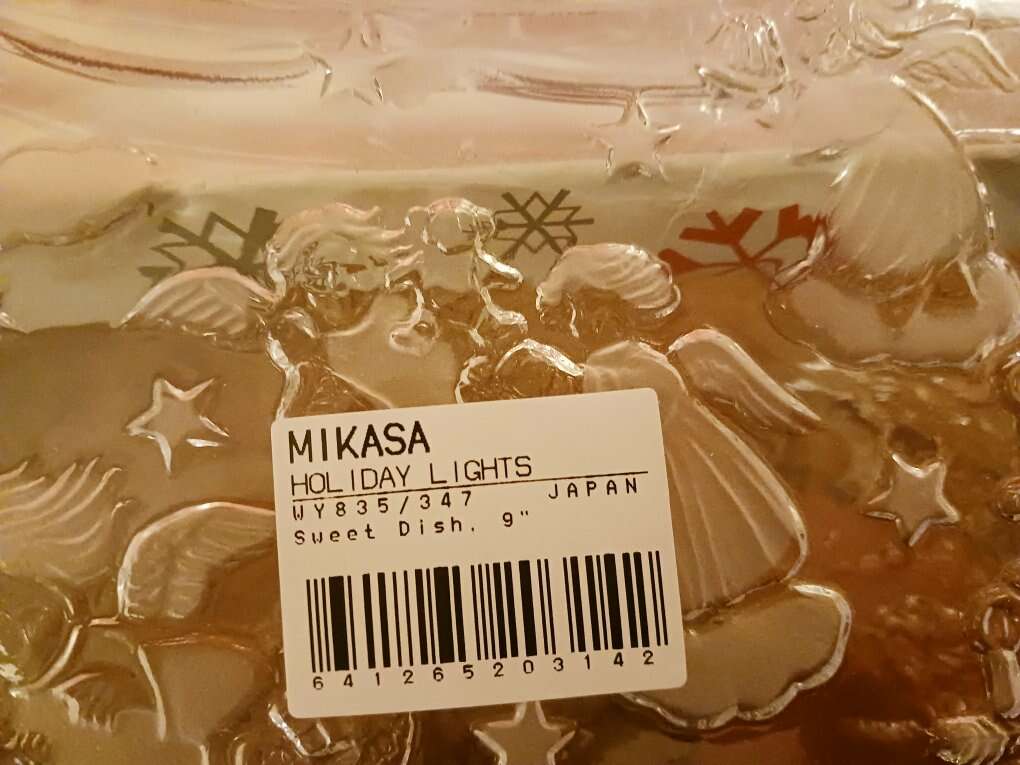 MIKASA
HOLIDAY LIGHTS
WY835/347 JAPAN
Sweet Dish, 9"
641265203142